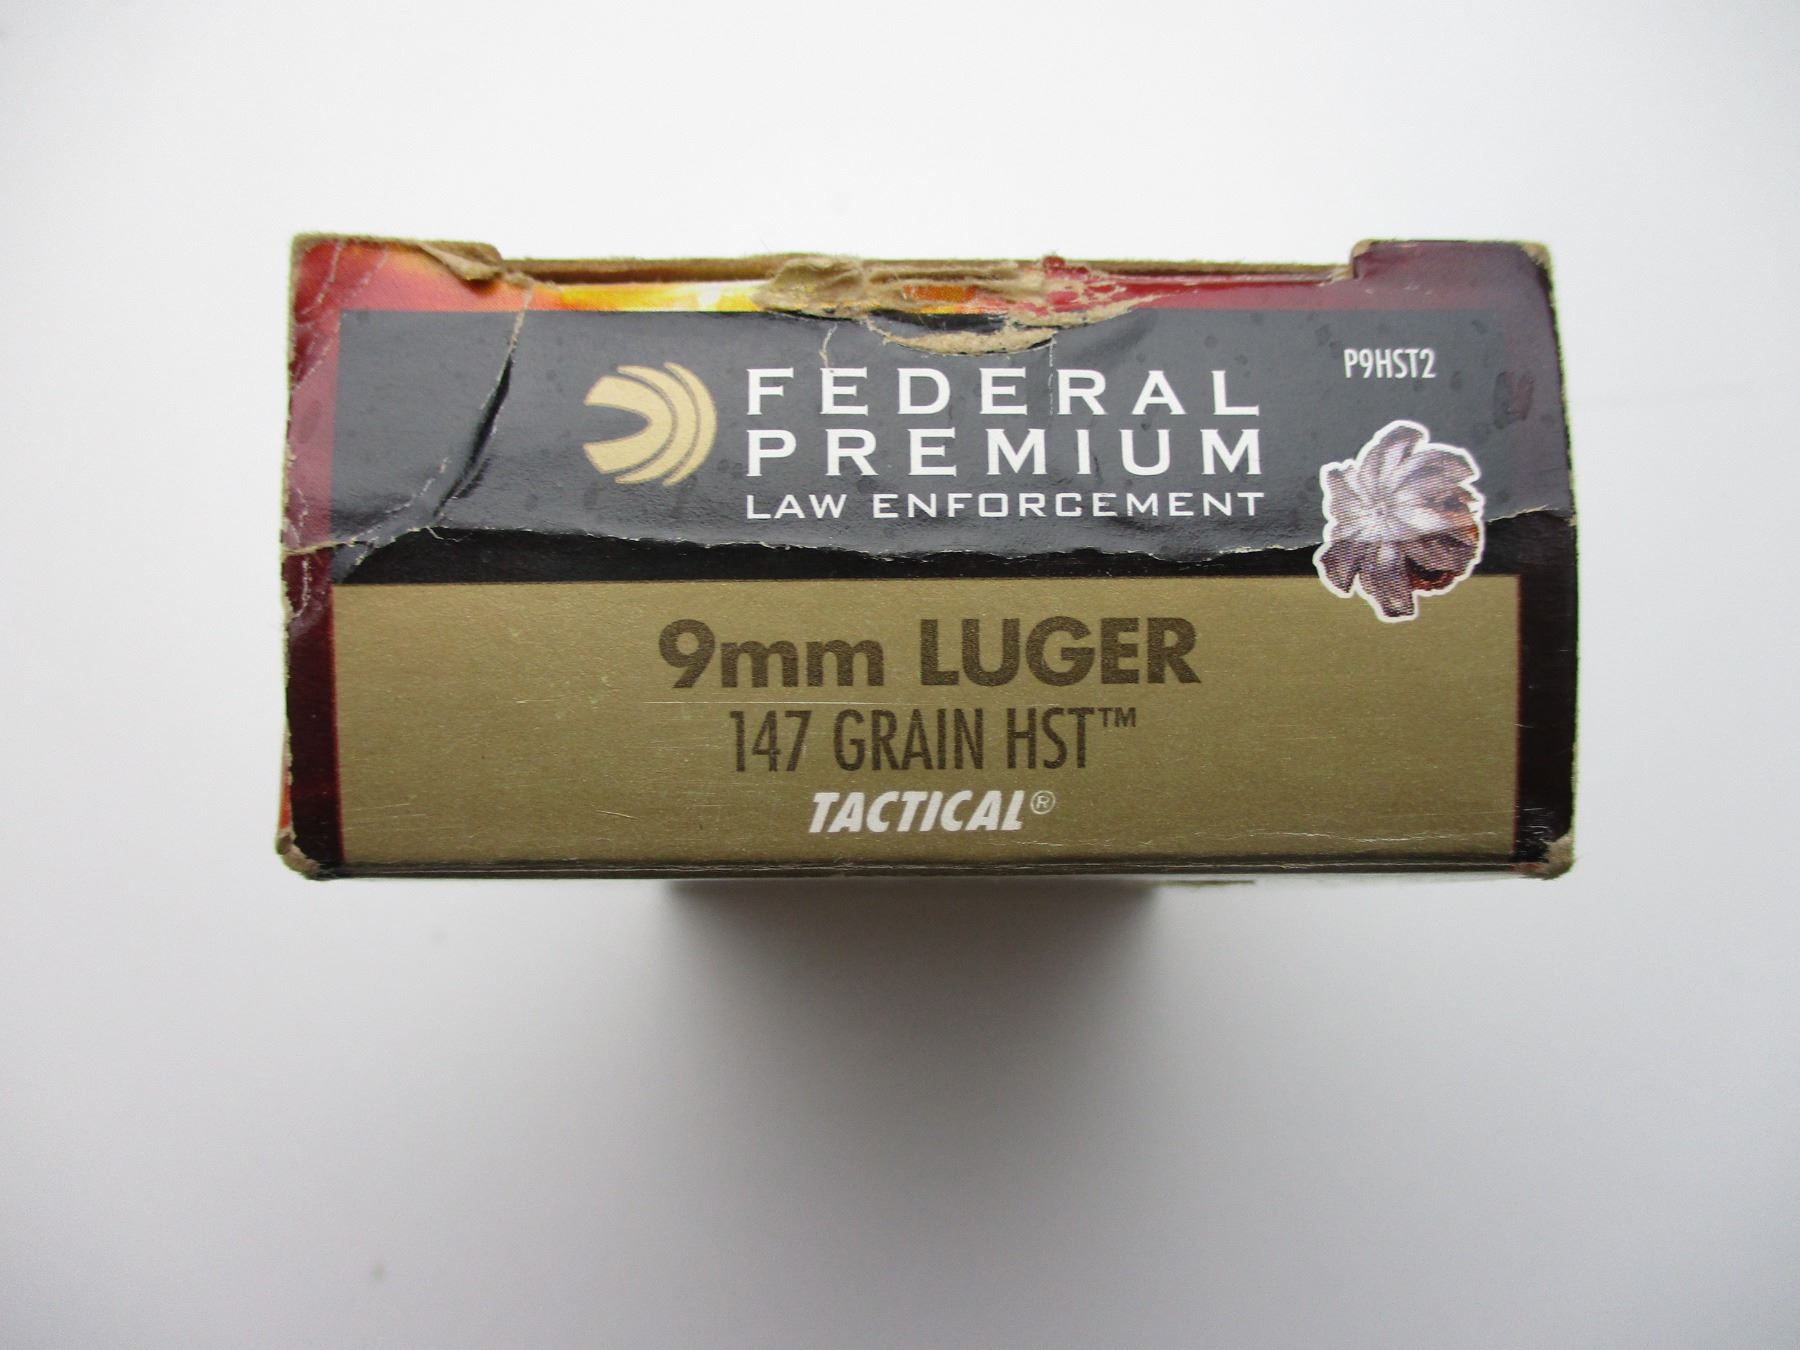 P9HST2
FEDERAL
PREMIUM
LAW ENFORCEMENT
9mm LUGER
147 GRAIN HST™
TACTICAL®